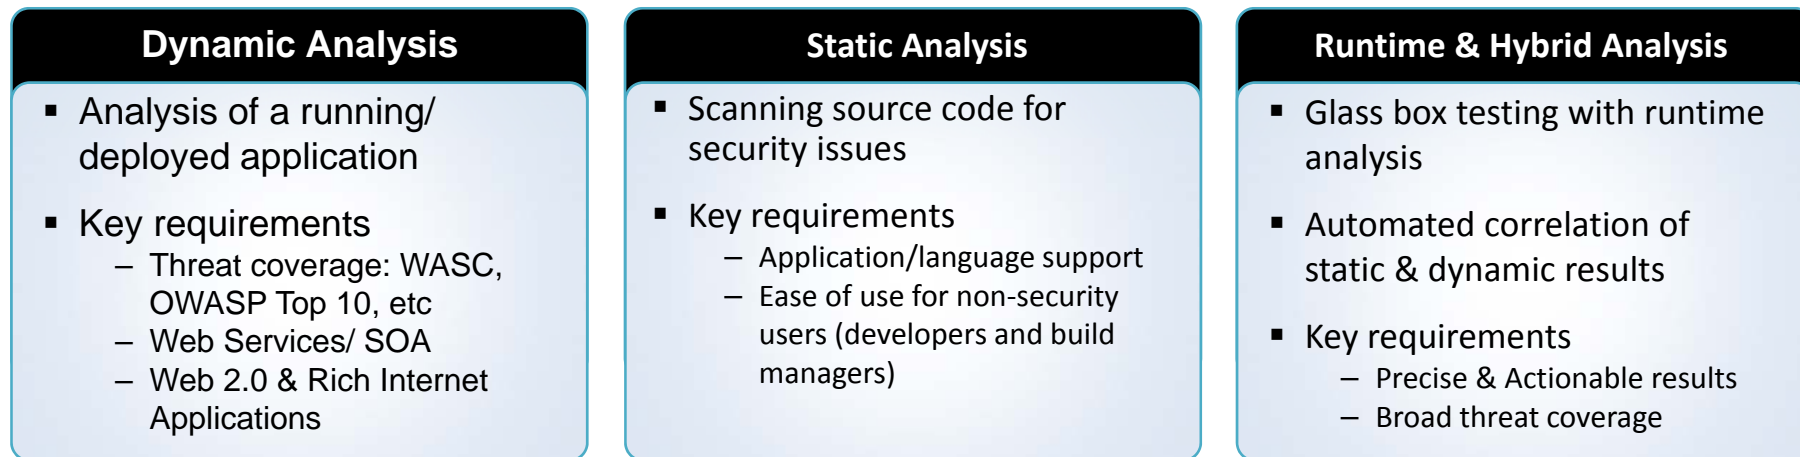 Dynamic Analysis
▪ Analysis of a running/
deployed application
▪ Key requirements
– Threat coverage: WASC,
OWASP Top 10, etc
– Web Services/ SOA
– Web 2.0 & Rich Internet
Applications
Static Analysis
▪ Scanning source code for
security issues
▪ Key requirements
– Application/language support
– Ease of use for non-security
users (developers and build
managers)
Runtime & Hybrid Analysis
▪ Glass box testing with runtime
analysis
▪ Automated correlation of
static & dynamic results
▪ Key requirements
– Precise & Actionable results
– Broad threat coverage